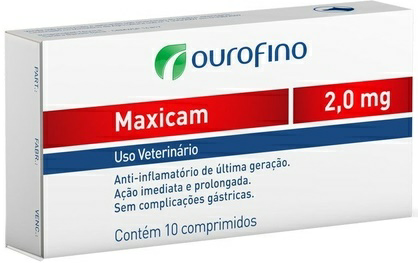 ourofino
Maxicam 2,0 mg
Uso Veterinário
Anti-inflamatório de última geração.
Ação imediata e prolongada.
Sem complicações gástricas.
Contém 10 comprimidos
PART.:
FABR.:
VENC.: